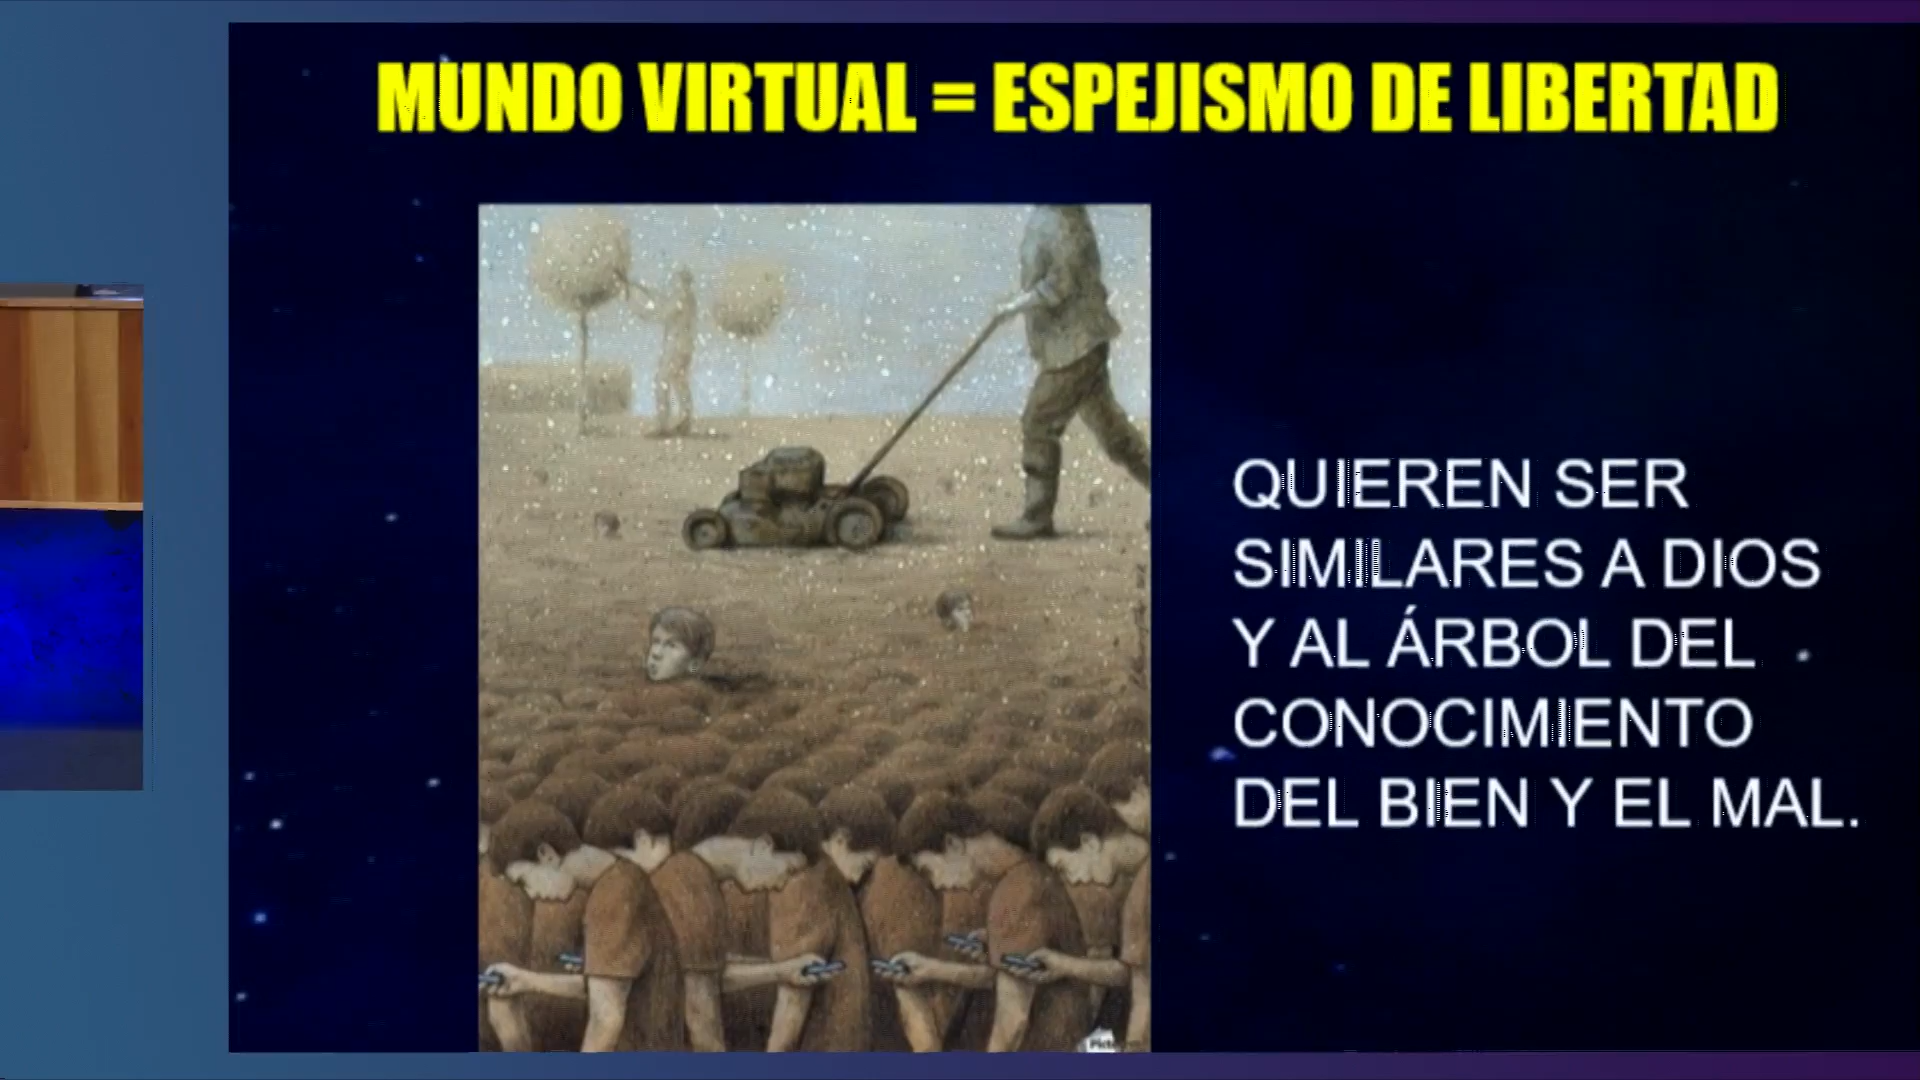 MUNDO VIRTUAL = ESPEJISMO DE LIBERTAD
QUIEREN SER
SIMILARES A DIOS
Y AL ÁRBOL DEL
CONOCIMIENTO
DEL BIEN Y EL MAL.